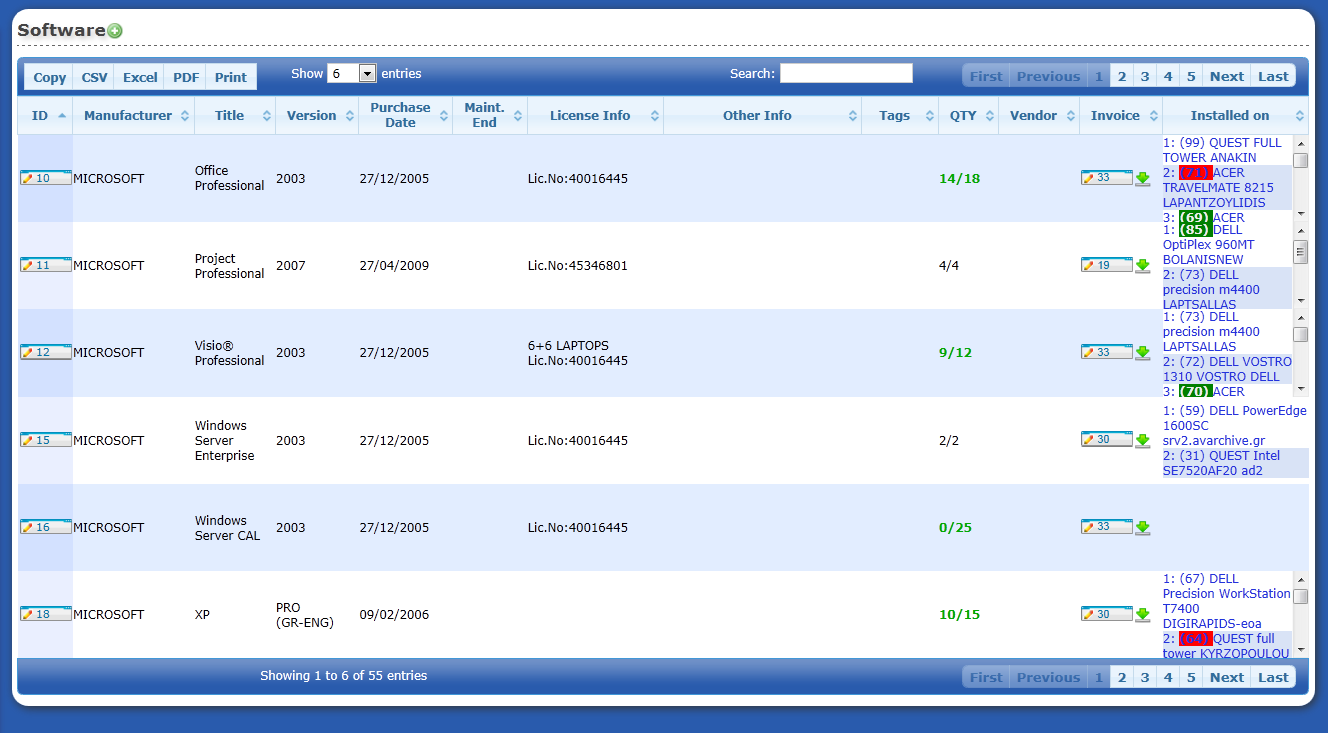 Software
Copy CSV Excel PDF Print Show 6 entries Search: First Previous 1 2 3 4 5 Next Last
ID Manufacturer Title Version Purchase Date Maint. End License Info Other Info Tags QTY Vendor Invoice Installed on
10 MICROSOFT Office Professional 2003 27/12/2005 Lic.No:40016445 14/18 33
1: (99) QUEST FULL
TOWER ANAKIN
2: (71) ACER
TRAVELMATE 8215
LAPANTZOYLIDIS
3: (69) ACER
11 MICROSOFT Project Professional 2007 27/04/2009 Lic.No:45346801 4/4 19
1: (85) DELL
OptiPlex 960MT
BOLANISNEW
2: (73) DELL
precision m4400
LAPTSALLAS
12 MICROSOFT Visio® Professional 2003 27/12/2005 6+6 LAPTOPS Lic.No:40016445 9/12 33
1: (73) DELL
precision m4400
LAPTSALLAS
2: (72) DELL VOSTRO
1310 VOSTRO DELL
3: (70) ACER
15 MICROSOFT Windows Server Enterprise 2003 27/12/2005 Lic.No:40016445 2/2 30
1: (59) DELL PowerEdge
1600SC
srv2.avarchive.gr
2: (31) QUEST Intel
SE7520AF20 ad2
16 MICROSOFT Windows Server CAL 2003 27/12/2005 Lic.No:40016445 0/25 33
18 MICROSOFT XP PRO (GR-ENG) 09/02/2006 10/15 30
1: (67) DELL
Precision WorkStation
T7400
DIGIRAPIDS-eoa
2: (64) QUEST full
tower KYRZOPOULOU
Showing 1 to 6 of 55 entries First Previous 1 2 3 4 5 Next Last